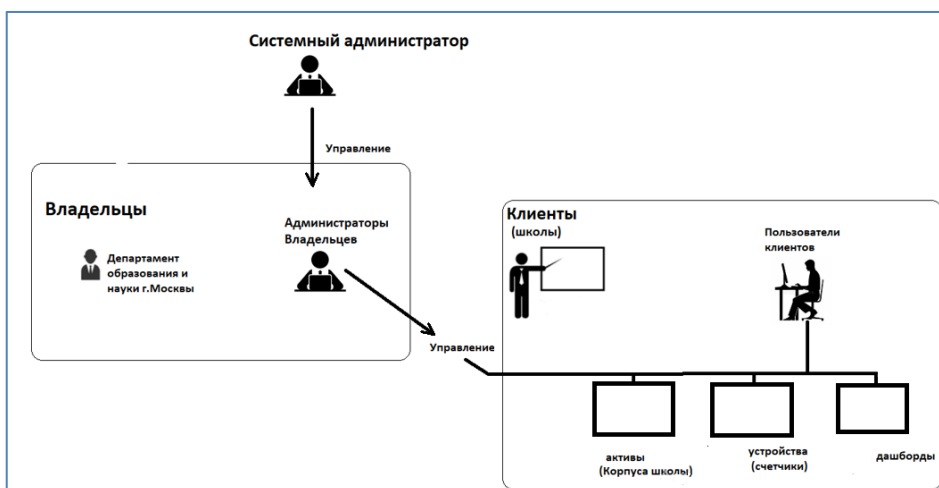 Системный администратор
Управление
Владельцы
Департамент
образования и
науки г.Москвы
Администраторы
Владельцев
Управление
Клиенты
(школы)
Пользователи
клиентов
активы
(Корпуса школы)
устройства
(счетчики)
дашборды